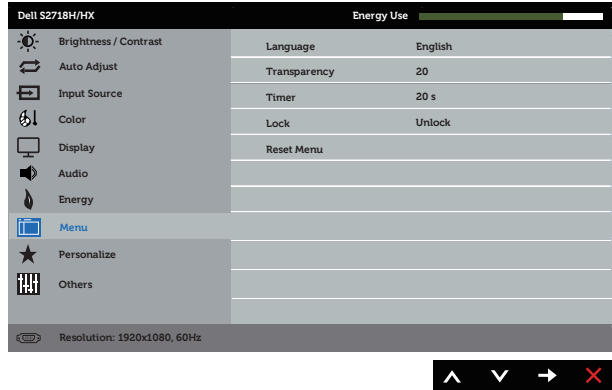 Dell S2718H/HX Energy Use
Brightness / Contrast
Auto Adjust
Input Source
Color
Display
Audio
Energy
Menu
Personalize
Others
Language English
Transparency 20
Timer 20 s
Lock Unlock
Reset Menu
Resolution: 1920x1080, 60Hz